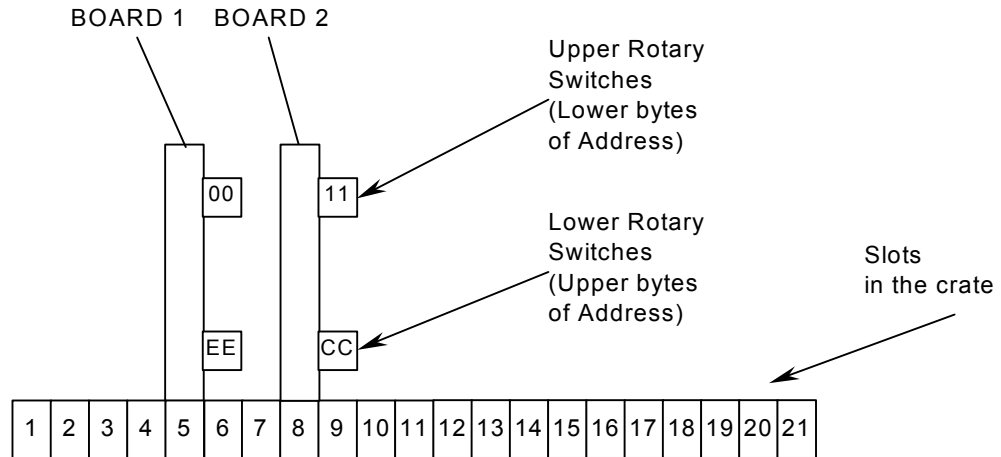 BOARD 1 BOARD 2
Upper Rotary
Switches
(Lower bytes
of Address)
00 11
Lower Rotary
Switches
(Upper bytes
of Address)
Slots
in the crate
EE CC
1 2 3 4 5 6 7 8 9 10 11 12 13 14 15 16 17 18 19 20 21